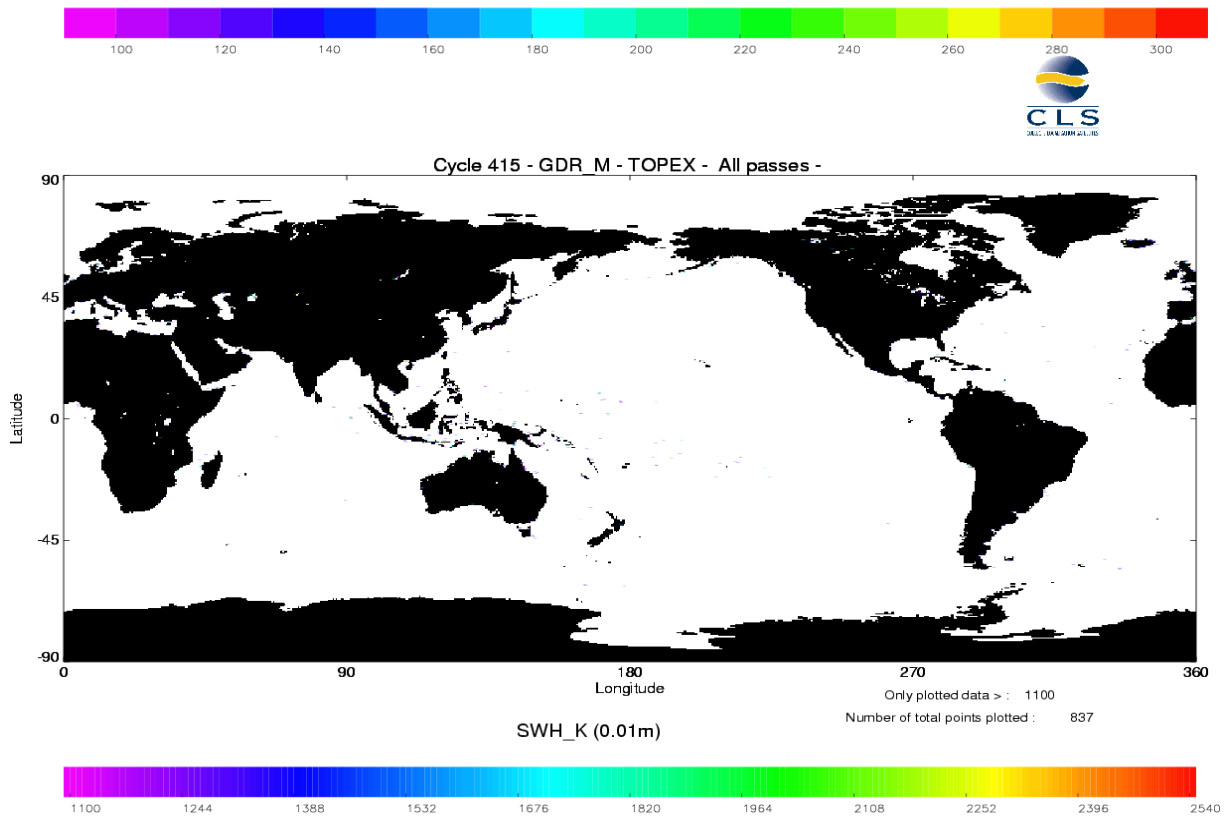 100 120 140 160 180 200 220 240 260 280 300
CLS
Cycle 415 - GDR_M - TOPEX - All passes -
90
45
0
-45
-90
Latitude
0 90 180 270 360
Longitude
Only plotted data > : 1100
Number of total points plotted : 837
SWH_K (0.01m)
1100 1244 1388 1532 1676 1820 1964 2108 2252 2396 2540